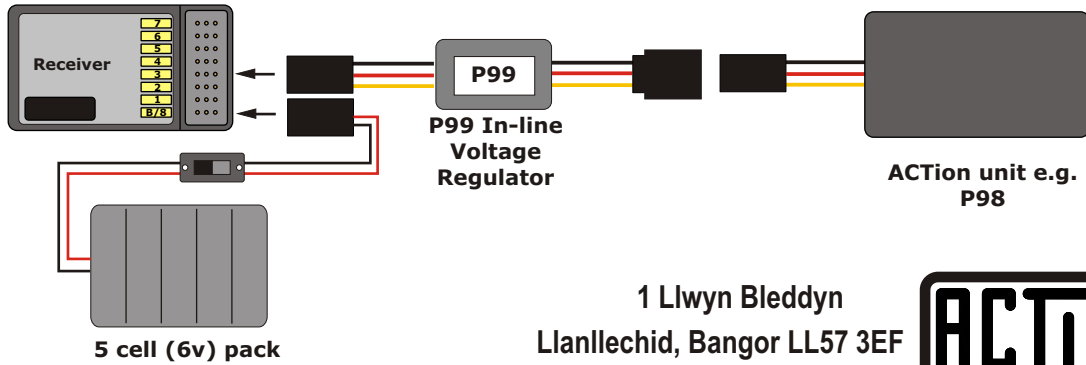 7
6
5
4
3
2
1
B/8
Receiver
P99
P99 In-line
Voltage
Regulator
ACTion unit e.g.
P98
5 cell (6v) pack
1 Llwyn Bleddyn
Llanllechid, Bangor LL57 3EF